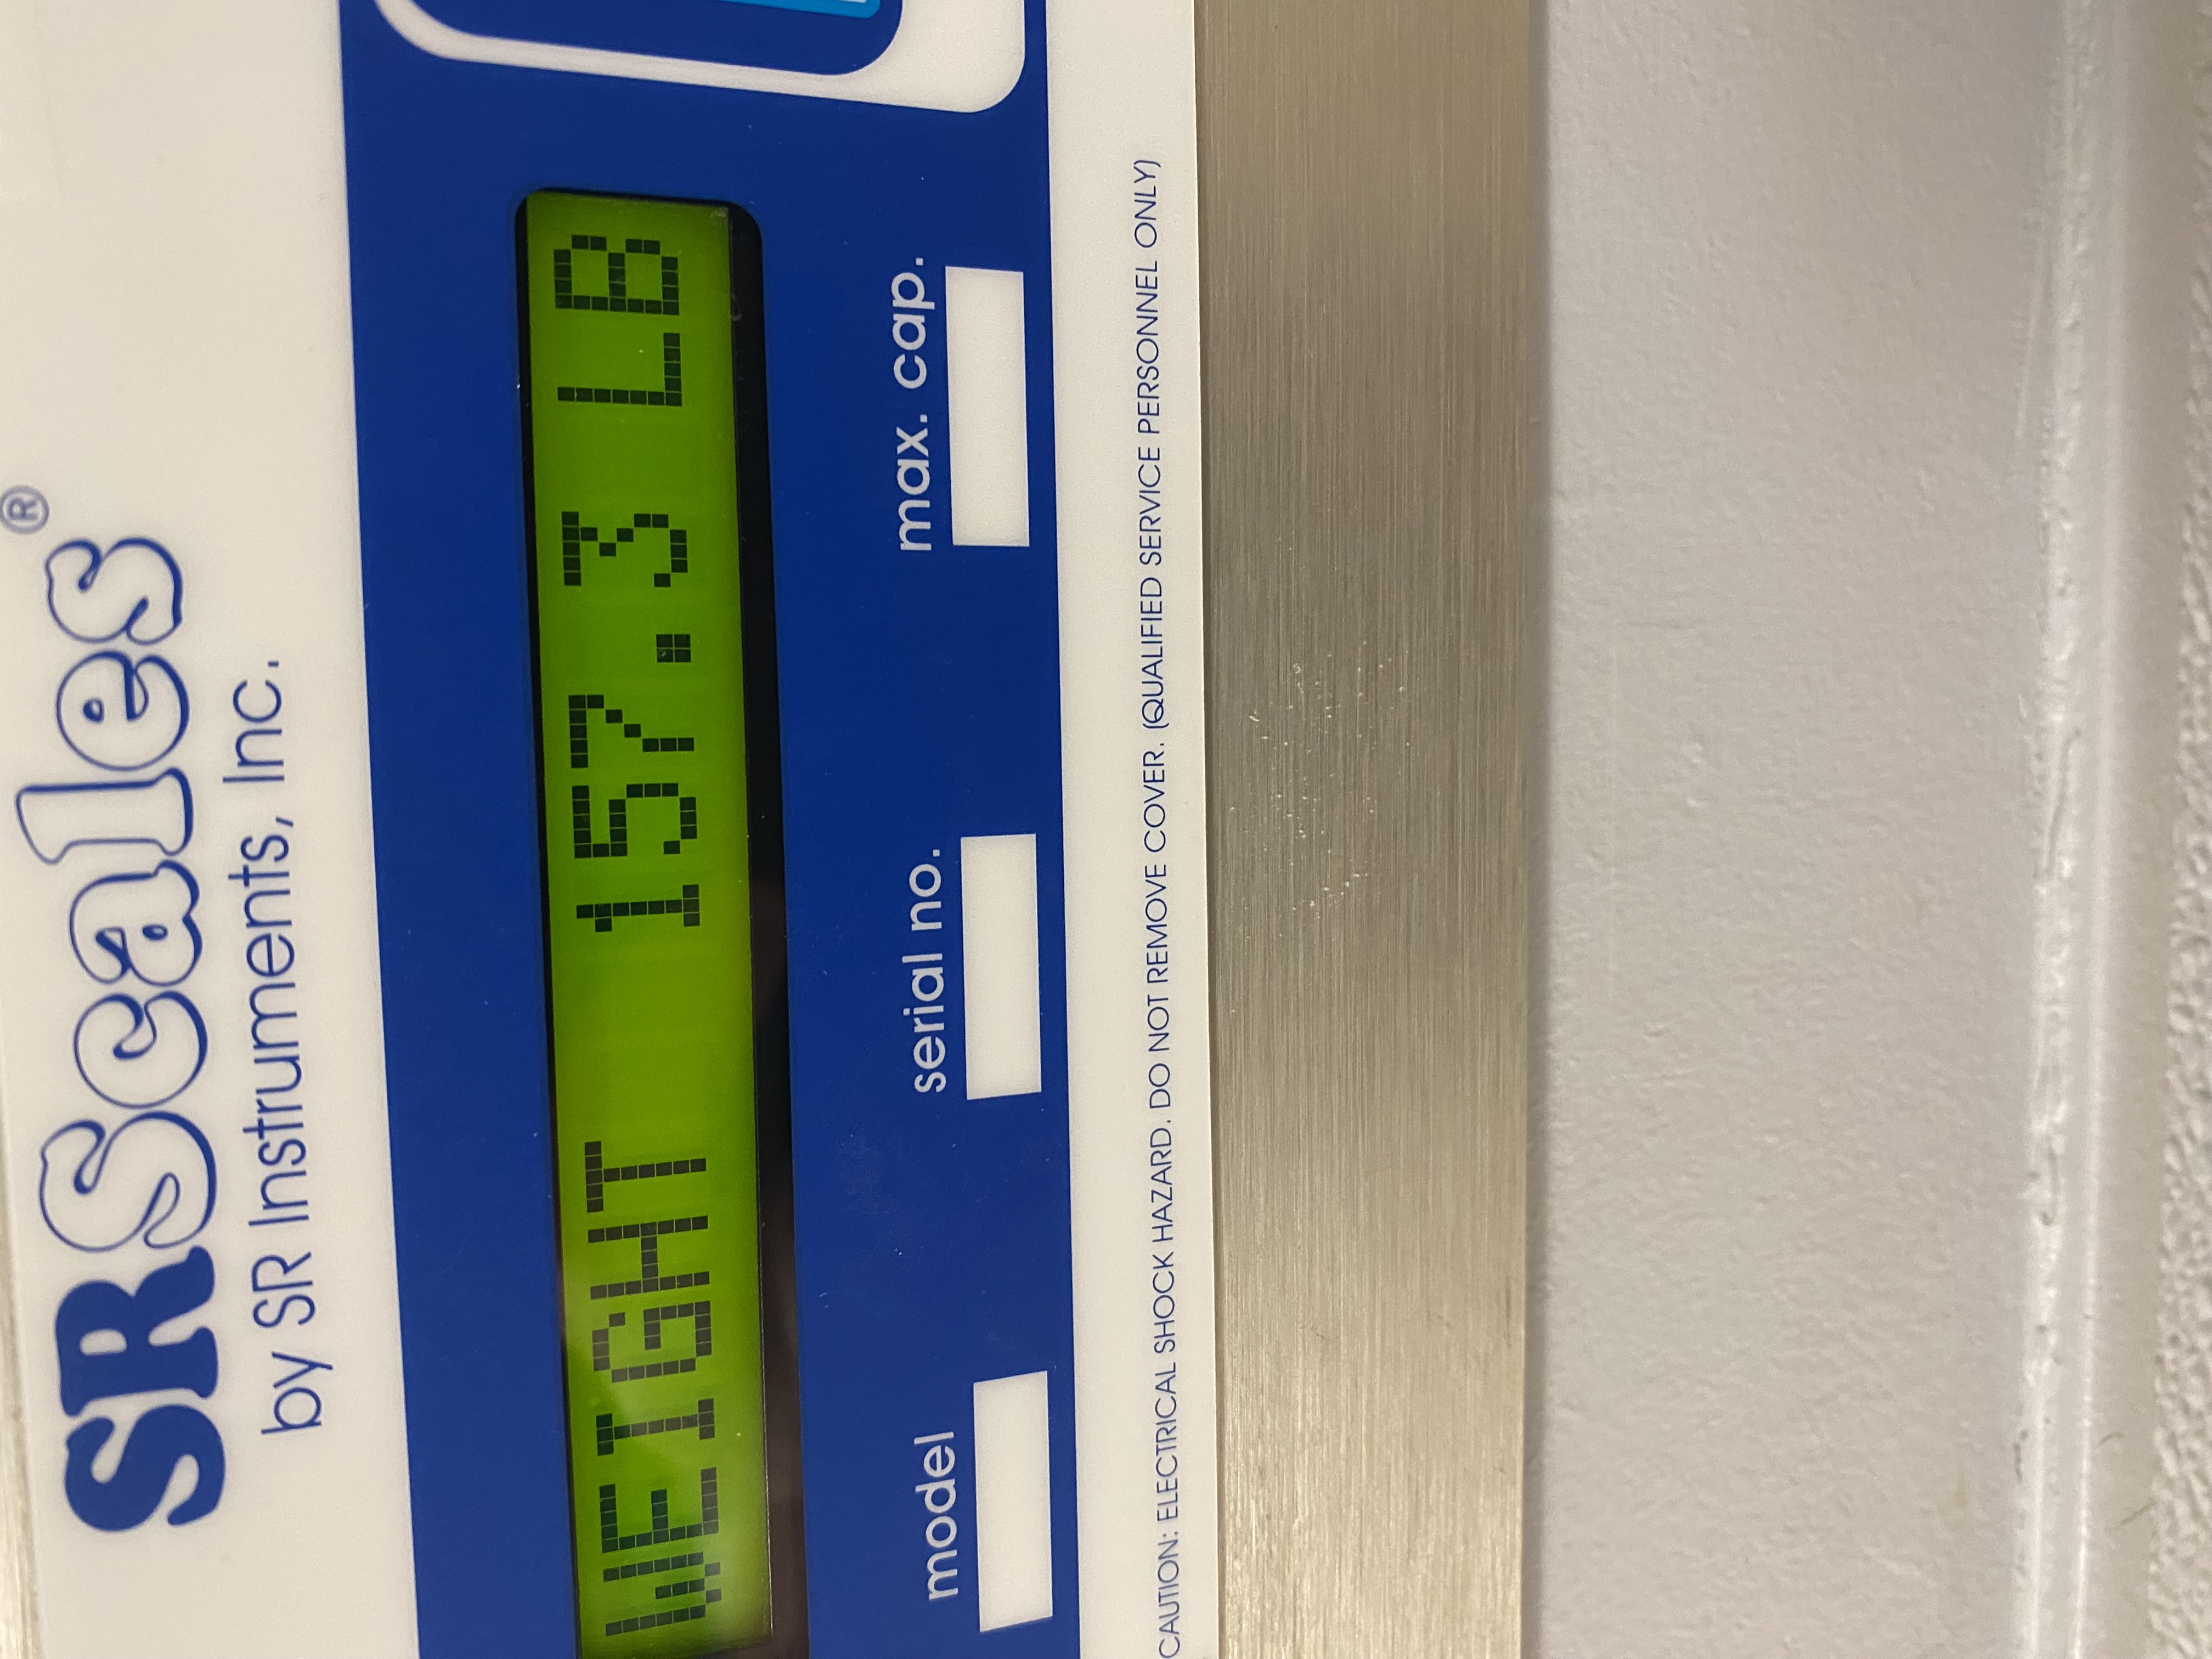 SRScales®
by SR Instruments, Inc.
WEIGHT 157.3 LB
model serial no. max. cap.
CAUTION: ELECTRICAL SHOCK HAZARD. DO NOT REMOVE COVER. (QUALIFIED SERVICE PERSONNEL ONLY)